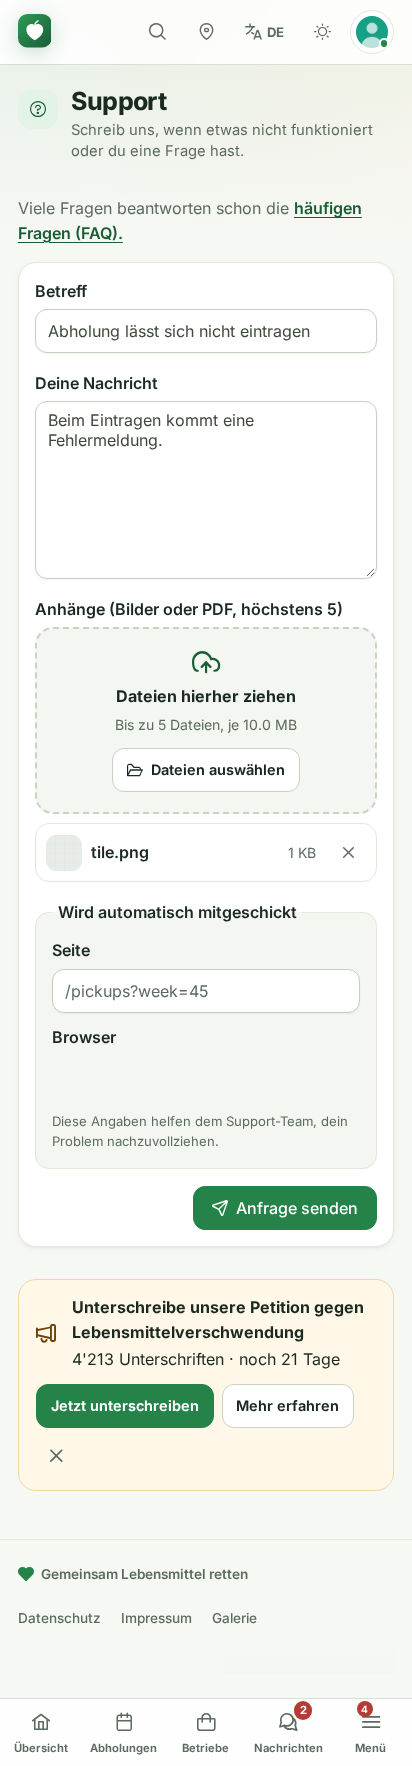 DE
Support
Schreib uns, wenn etwas nicht funktioniert
oder du eine Frage hast.
Viele Fragen beantworten schon die häufigen
Fragen (FAQ).
Betreff
Abholung lässt sich nicht eintragen
Deine Nachricht
Beim Eintragen kommt eine
Fehlermeldung.
Anhänge (Bilder oder PDF, höchstens 5)
Dateien hierher ziehen
Bis zu 5 Dateien, je 10.0 MB
Dateien auswählen
tile.png 1 KB
Wird automatisch mitgeschickt
Seite
/pickups?week=45
Browser
Diese Angaben helfen dem Support-Team, dein
Problem nachzuvollziehen.
Anfrage senden
Unterschreibe unsere Petition gegen
Lebensmittelverschwendung
4'213 Unterschriften · noch 21 Tage
Jetzt unterschreiben Mehr erfahren
Gemeinsam Lebensmittel retten
Datenschutz Impressum Galerie
2 4
Übersicht Abholungen Betriebe Nachrichten Menü